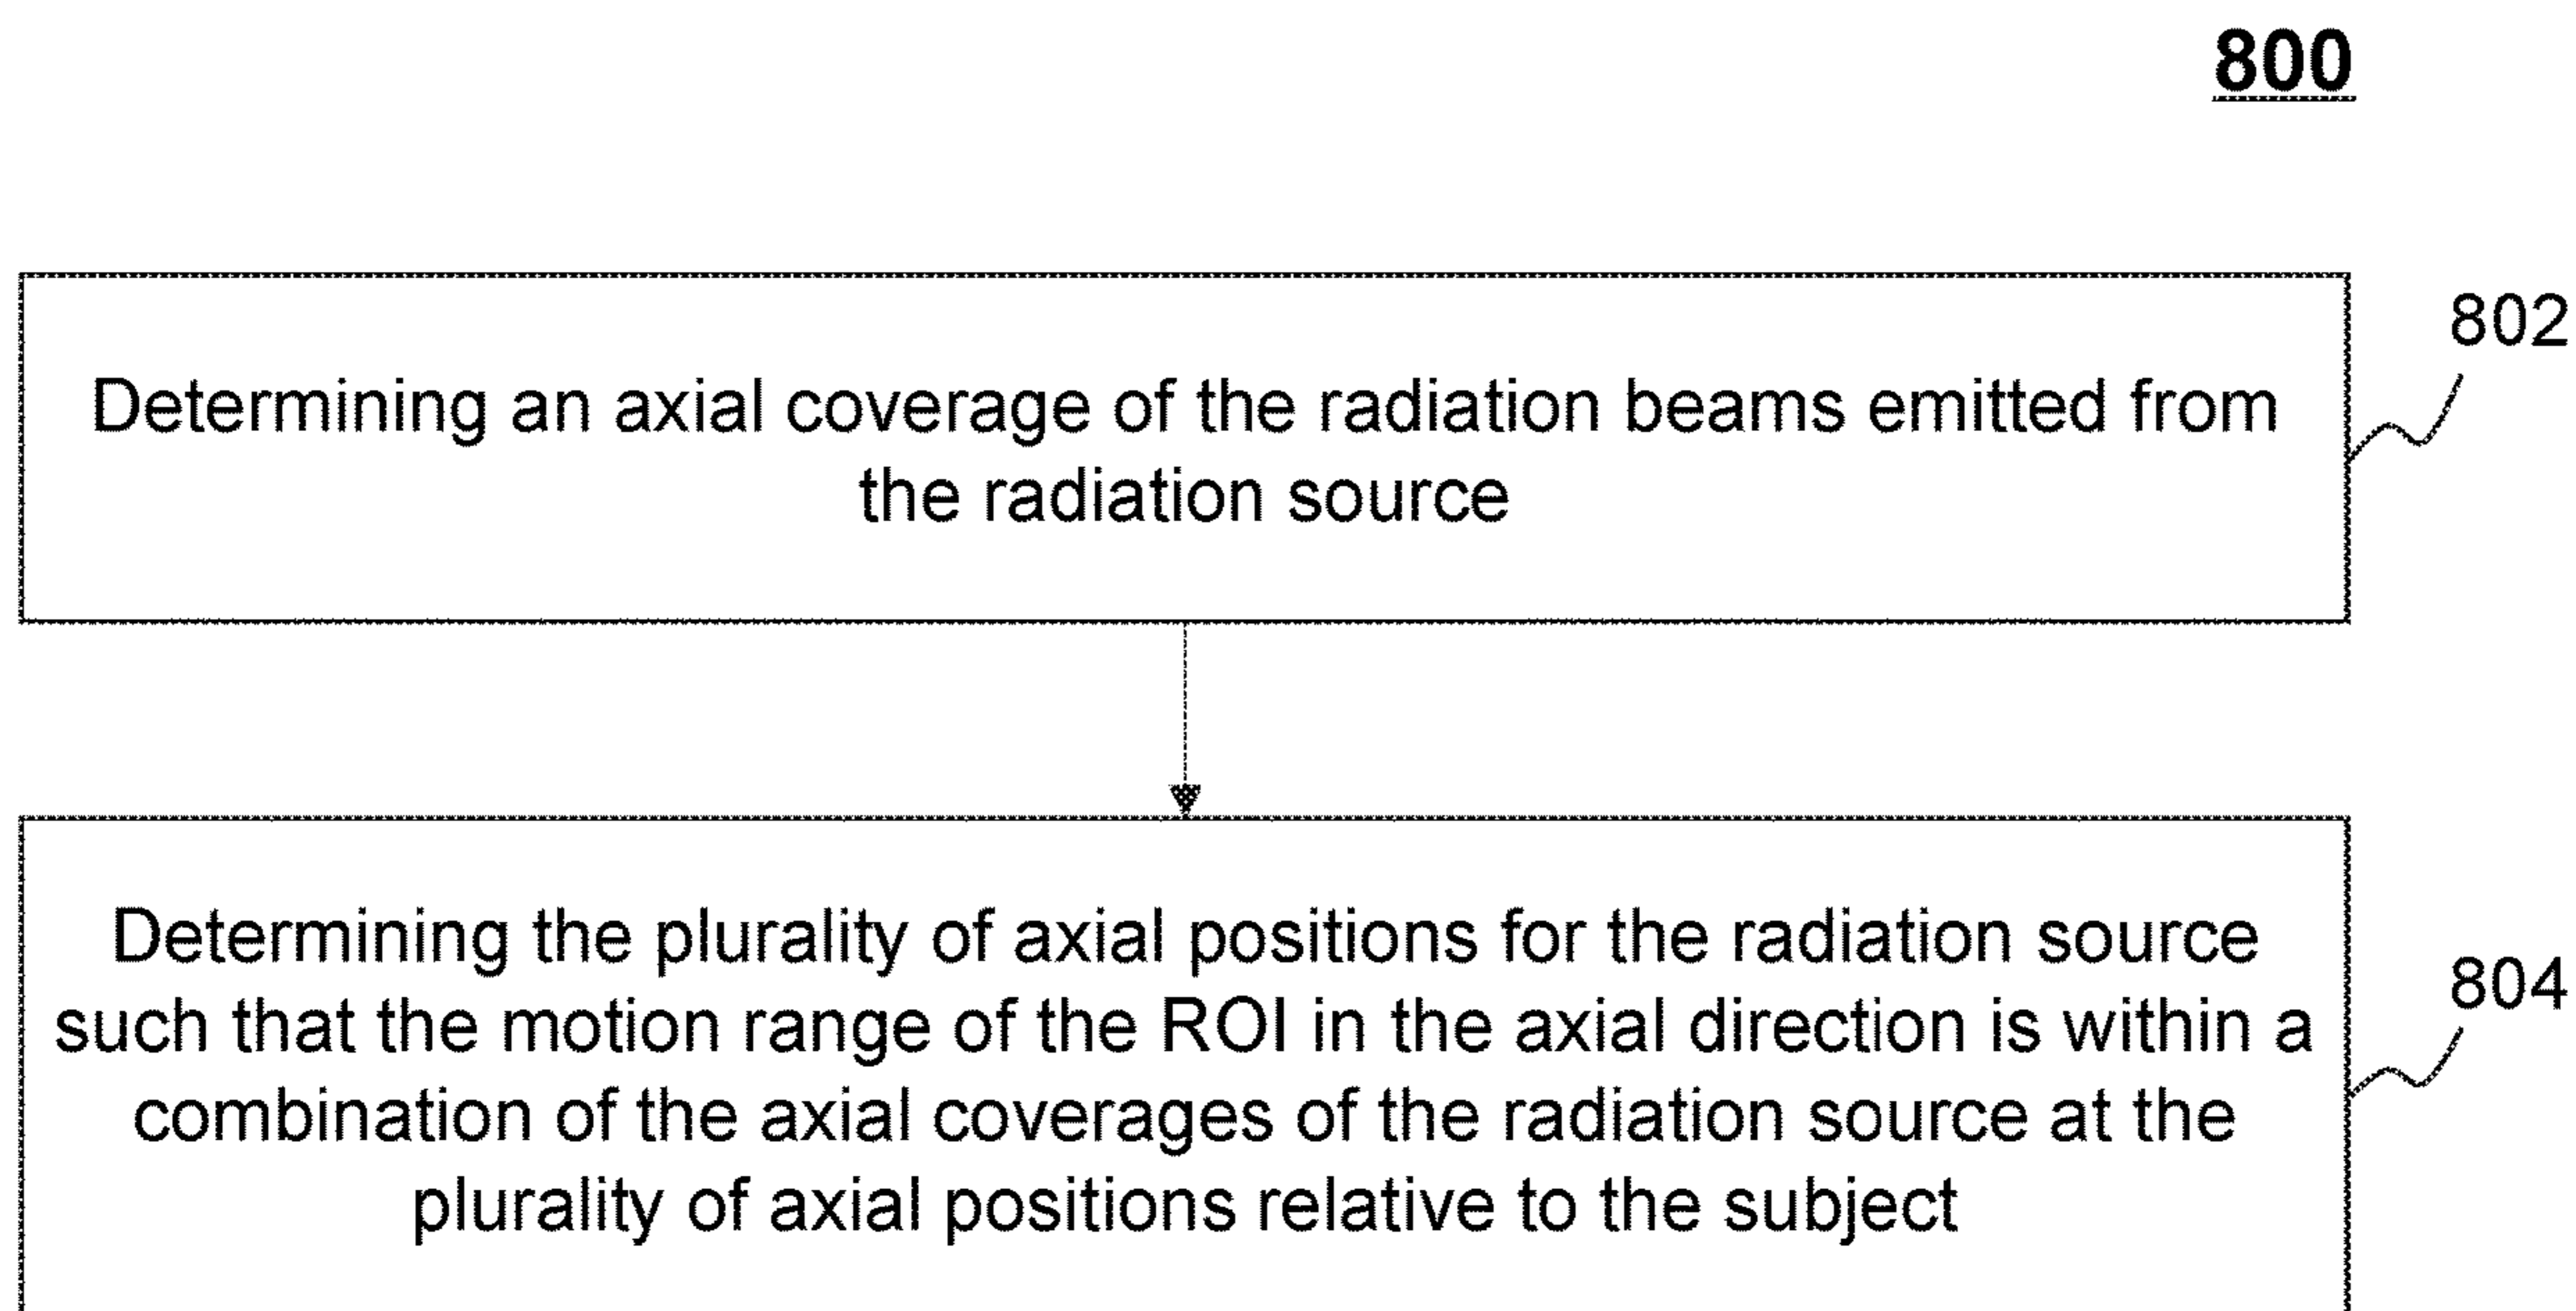 800
802
Determining an axial coverage of the radiation beams emitted from
the radiation source
804
Determining the plurality of axial positions for the radiation source
such that the motion range of the ROI in the axial direction is within a
combination of the axial coverages of the radiation source at the
plurality of axial positions relative to the subject